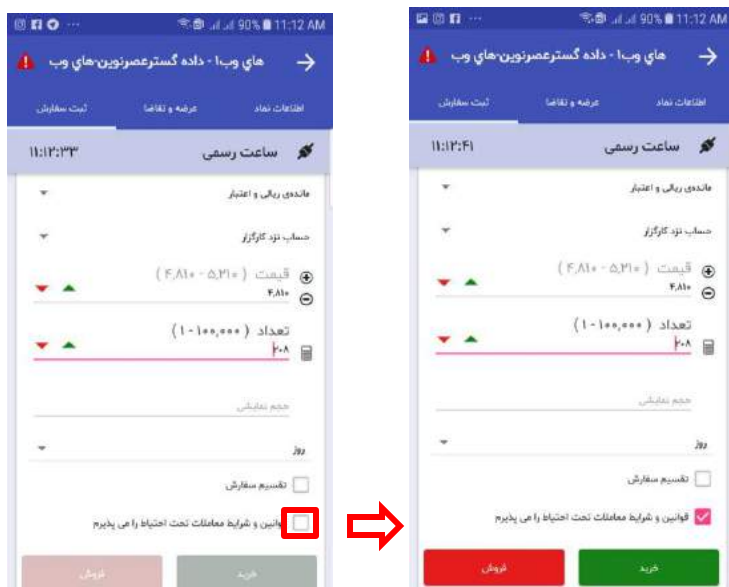 90% 11:12 AM
های وب۱ - داده گسترعصرنوین-های وب
اطلاعات نماد
عرضه و تقاضا
ثبت سفارش
ساعت رسمی
۱۱:۱۲:۳۳
مانده‌ی ریالی و اعتبار
حساب نزد کارگزار
قیمت ( ۵,۲۱۰ - ۴,۸۱۰ )
۴,۸۱۰
تعداد ( ۱۰۰,۰۰۰ - ۱ )
۲۰۸
حجم نمایشی
روز
تقسیم سفارش
قوانین و شرایط معاملات تحت احتیاط را می پذیرم
خرید
فروش
90% 11:12 AM
های وب۱ - داده گسترعصرنوین-های وب
اطلاعات نماد
عرضه و تقاضا
ثبت سفارش
ساعت رسمی
۱۱:۱۲:۴۱
مانده‌ی ریالی و اعتبار
حساب نزد کارگزار
قیمت ( ۵,۲۱۰ - ۴,۸۱۰ )
۴,۸۱۰
تعداد ( ۱۰۰,۰۰۰ - ۱ )
۲۰۸
حجم نمایشی
روز
تقسیم سفارش
قوانین و شرایط معاملات تحت احتیاط را می پذیرم
خرید
فروش